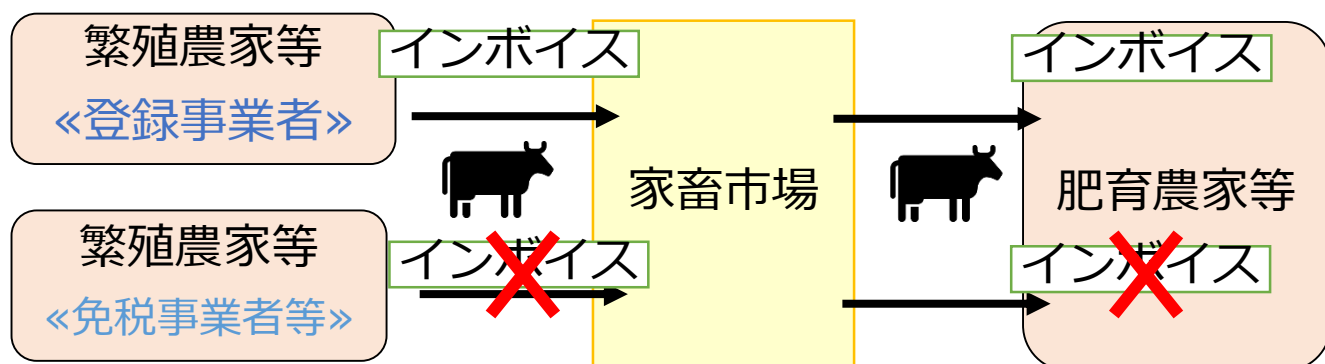 繁殖農家等
«登録事業者»
インボイス
インボイス
家畜市場
肥育農家等
繁殖農家等
«免税事業者等»
インボイス
インボイス